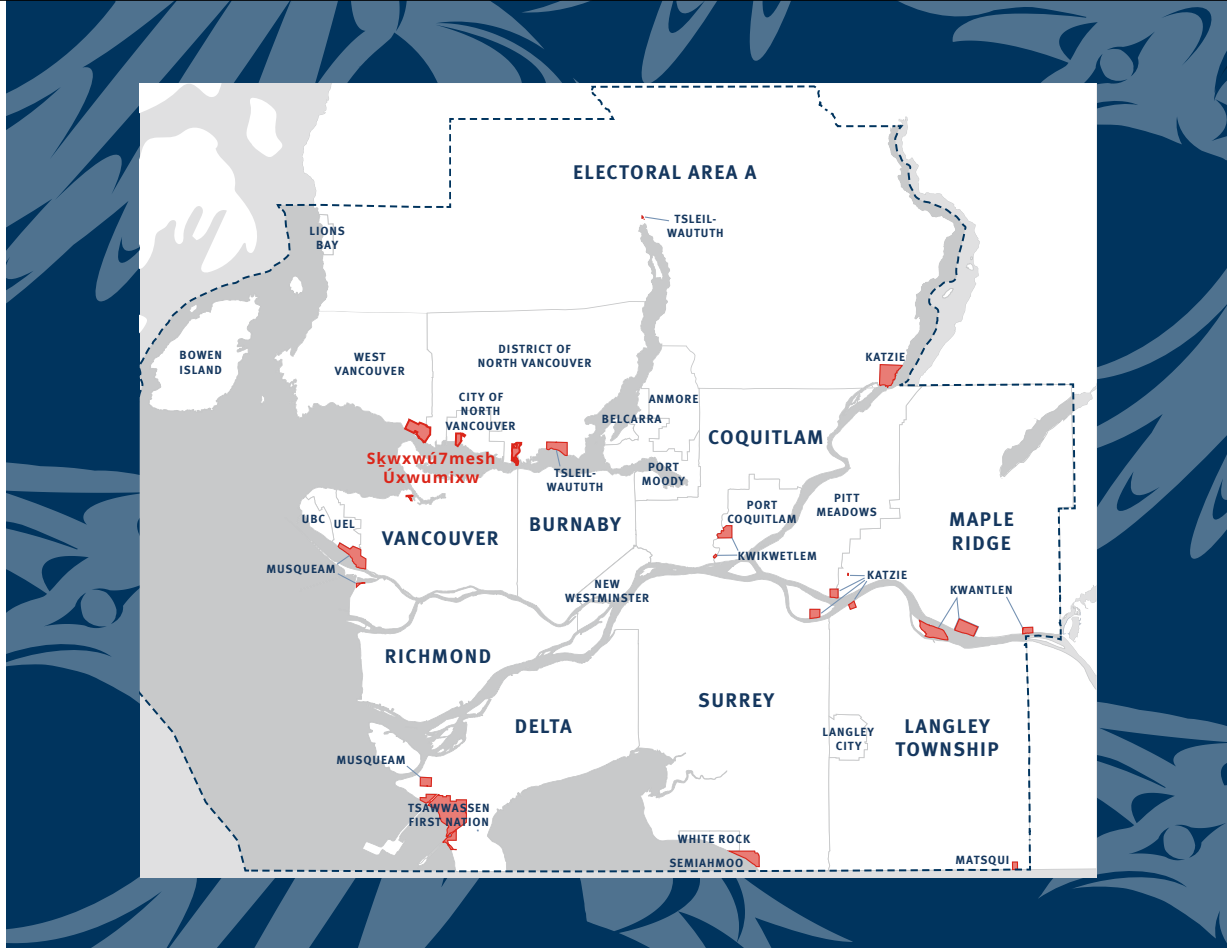 ELECTORAL AREA A
TSLEIL-
WAUTUTH
LIONS
BAY
BOWEN
ISLAND
WEST
VANCOUVER
DISTRICT OF
NORTH VANCOUVER
KATZIE
CITY OF
NORTH
VANCOUVER
ANMORE
BELCARRA
COQUITLAM
Sḵwxwú7mesh
Úxwumixw
TSLEIL-
WAUTUTH
PORT
MOODY
UBC
UEL
VANCOUVER
BURNABY
PORT
COQUITLAM
PITT
MEADOWS
MAPLE
RIDGE
MUSQUEAM
KWIKWETLEM
NEW
WESTMINSTER
KATZIE
KWANTLEN
RICHMOND
SURREY
DELTA
LANGLEY
CITY
LANGLEY
TOWNSHIP
MUSQUEAM
TSAWWASSEN
FIRST NATION
WHITE ROCK
SEMIAHMOO
MATSQUI